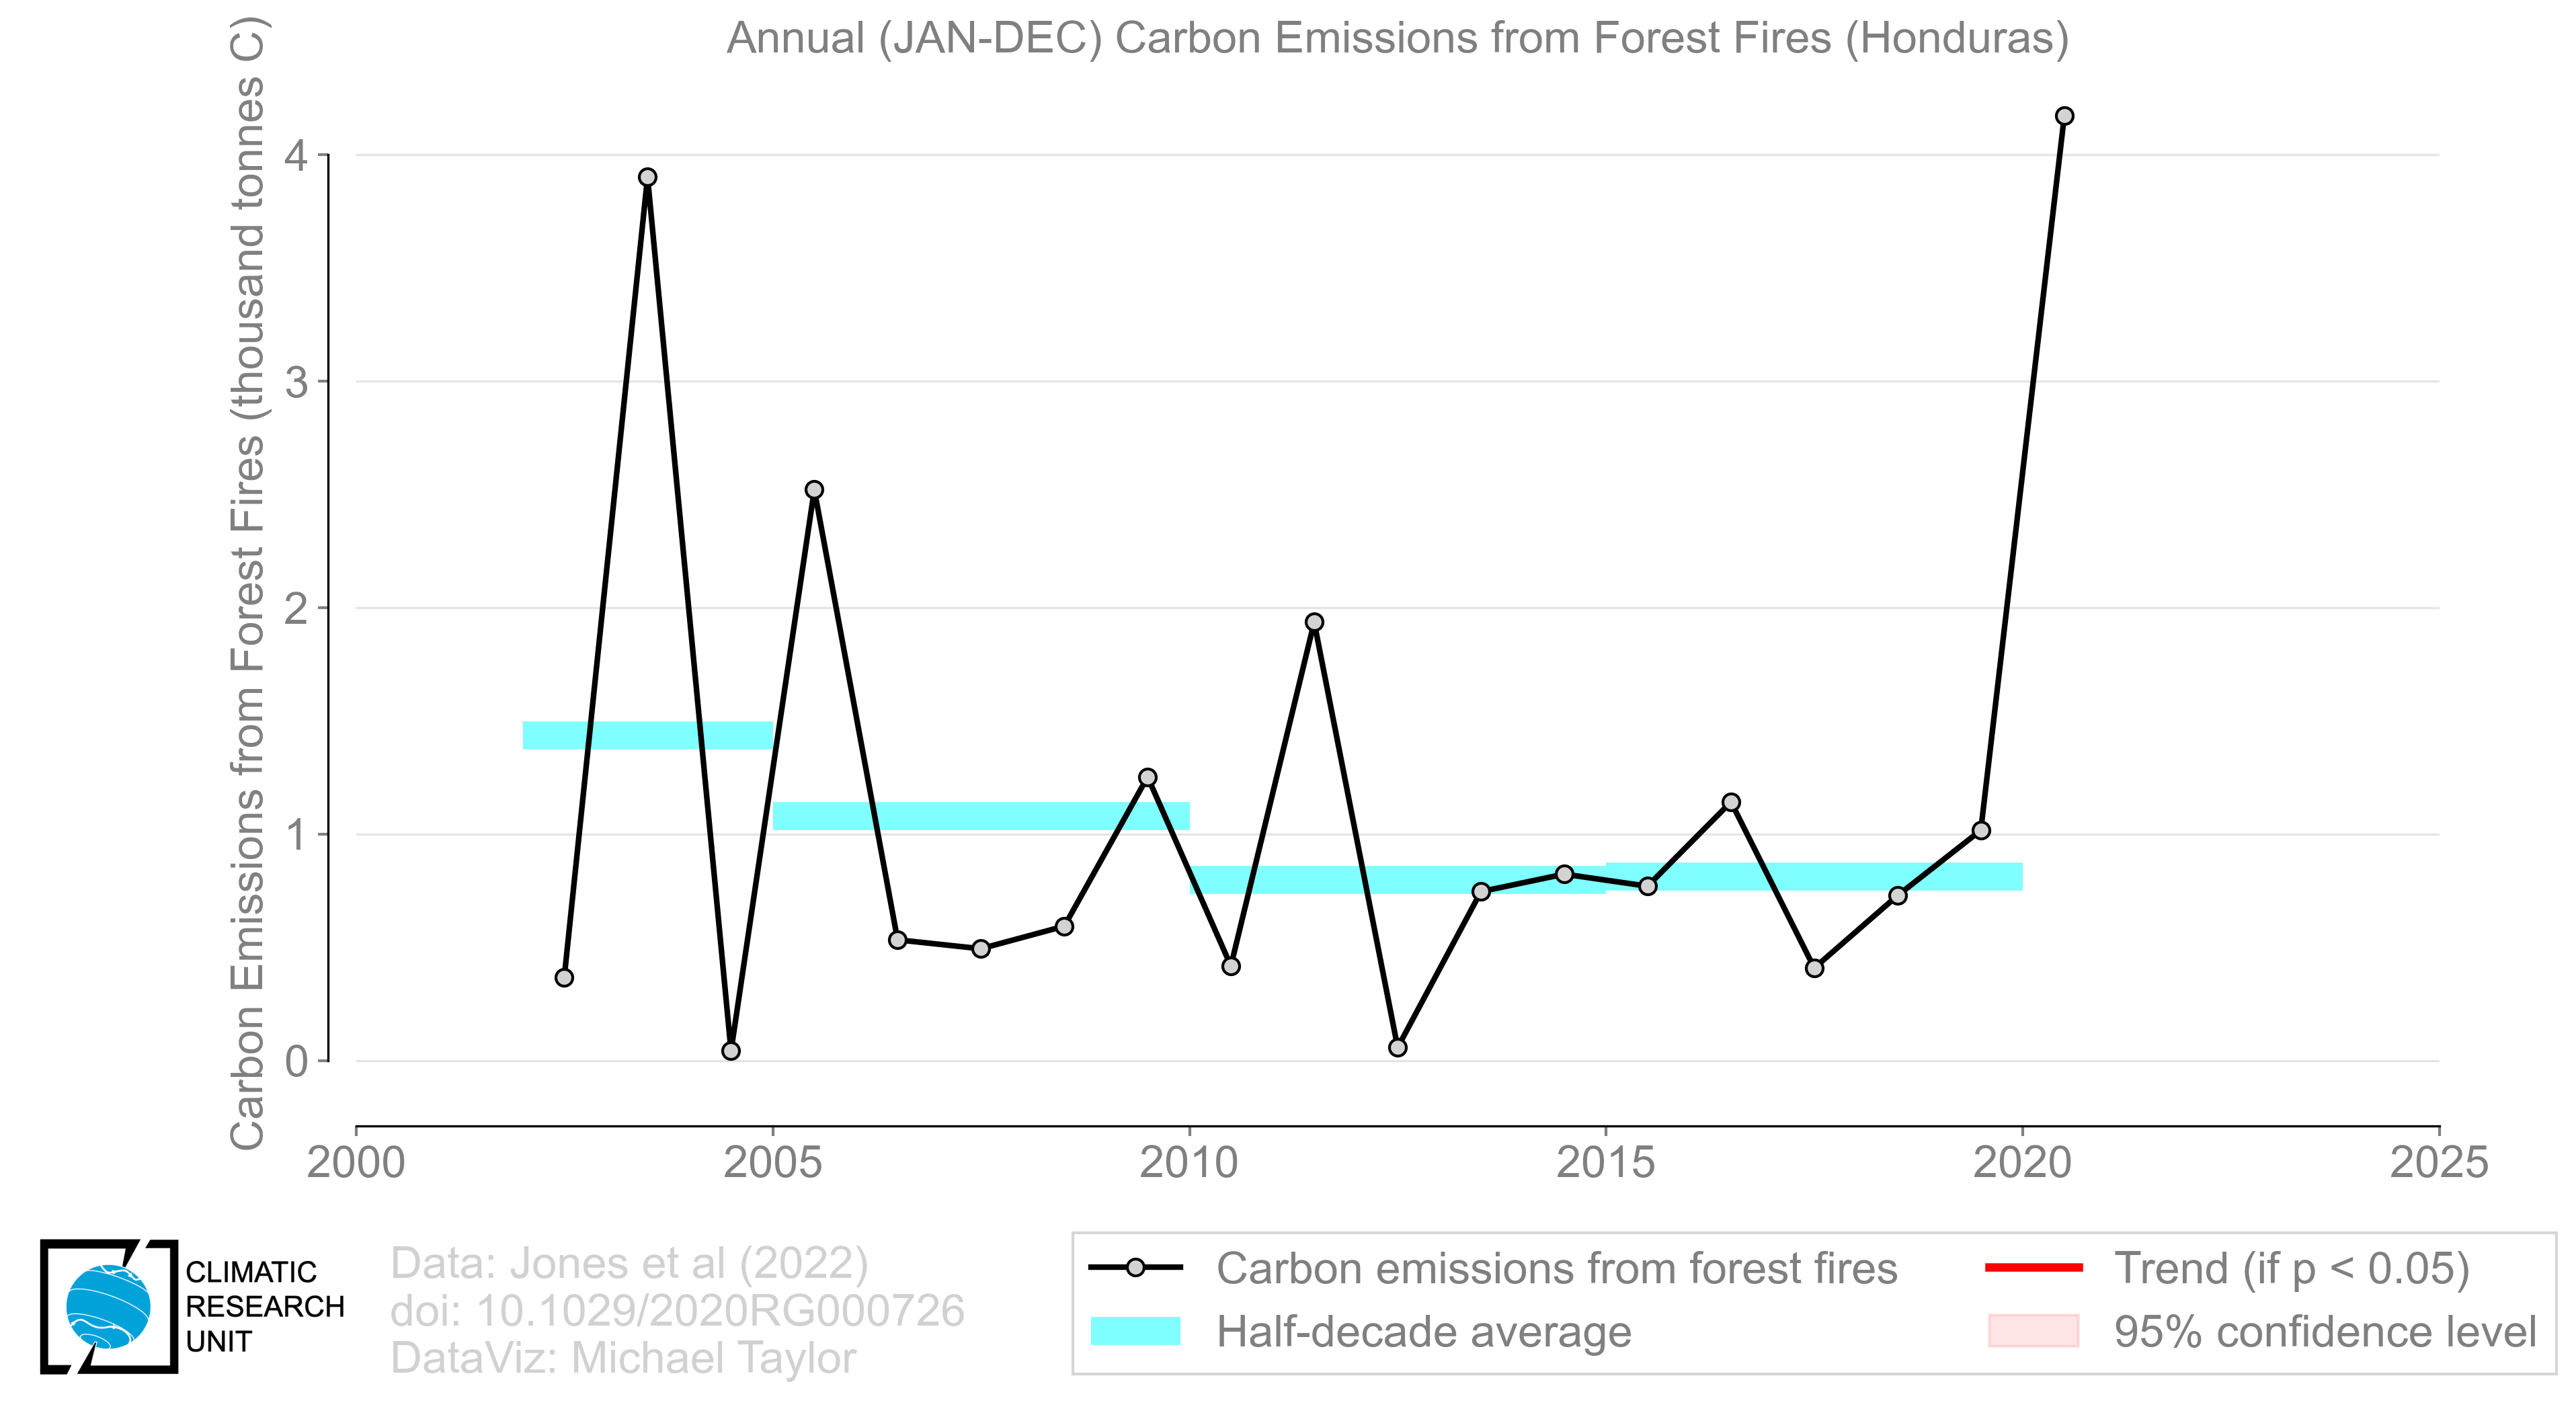 Annual (JAN-DEC) Carbon Emissions from Forest Fires (Honduras)
Carbon Emissions from Forest Fires (thousand tonnes C)
4
3
2
1
0
2000 2005 2010 2015 2020 2025
CLIMATIC
RESEARCH
UNIT
Data: Jones et al (2022)
doi: 10.1029/2020RG000726
DataViz: Michael Taylor
Carbon emissions from forest fires
Half-decade average
Trend (if p < 0.05)
95% confidence level